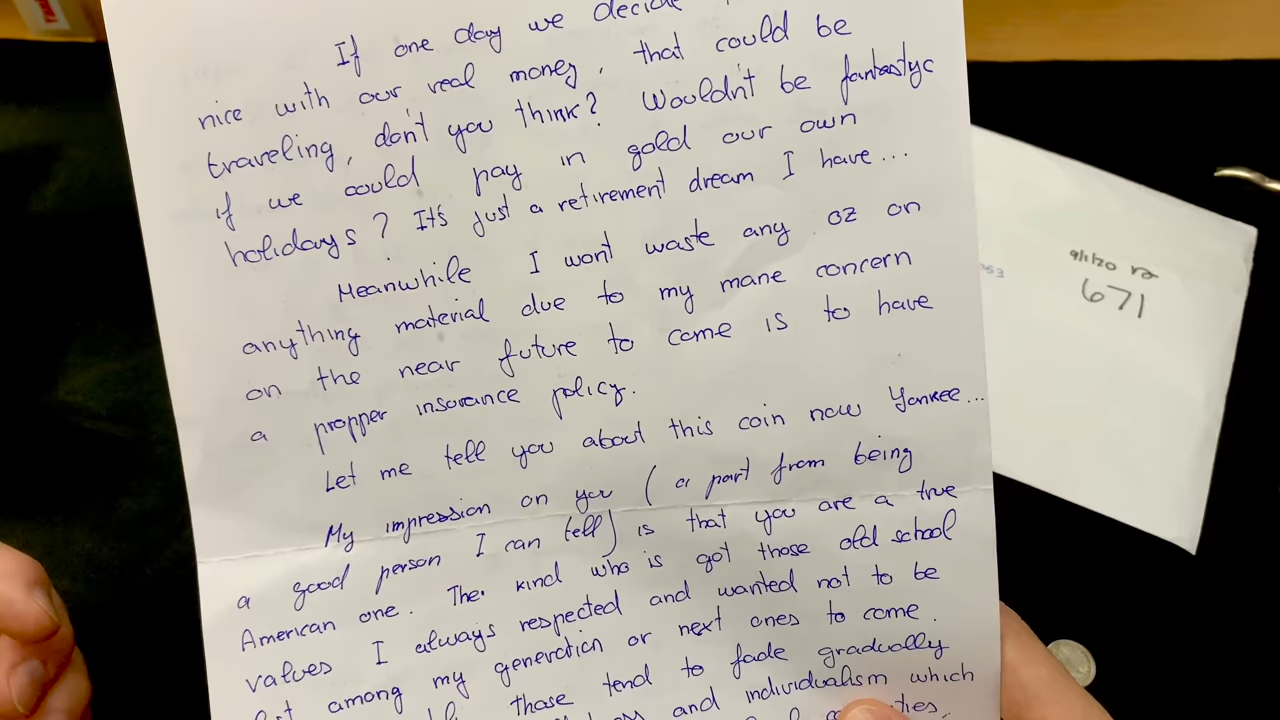 If one day we decide
nice with our real money, that could be
traveling, don't you think? Wouldn't be fantastyc
if we could pay in gold our own
holidays? It's just a retirement dream I have...
Meanwhile I won't waste any oz on
anything material due to my mane concern
on the near future to come is to have
a propper insurance policy.
Let me tell you about this coin now Yankee...
My impression on you (a part from being
a good person I can tell) is that you are a true
American one. The kind who is got those old school
values I always respected and wanted not to be
among my generation or next ones to come.
those tend to fade gradually
and individualism which
9/1/20
671